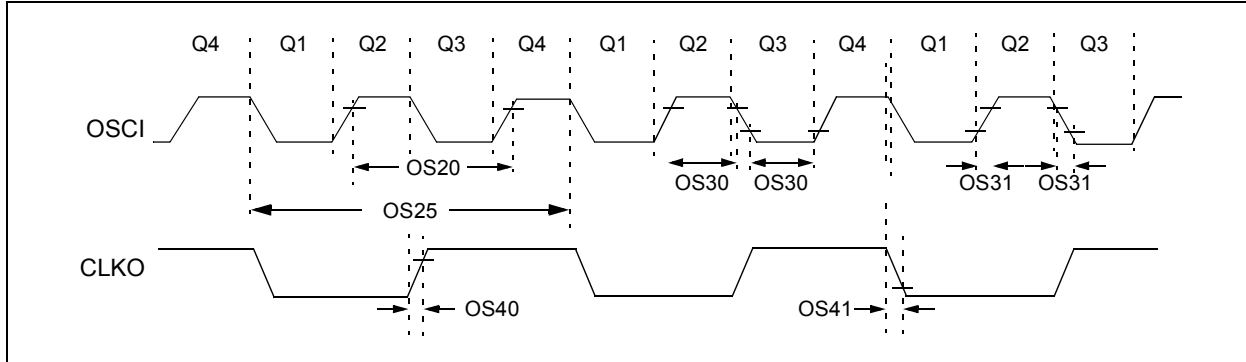 Q4 Q1 Q2 Q3 Q4 Q1 Q2 Q3 Q4 Q1 Q2 Q3
OSCI
OS20
OS30 OS30
OS31 OS31
OS25
CLKO
OS40
OS41